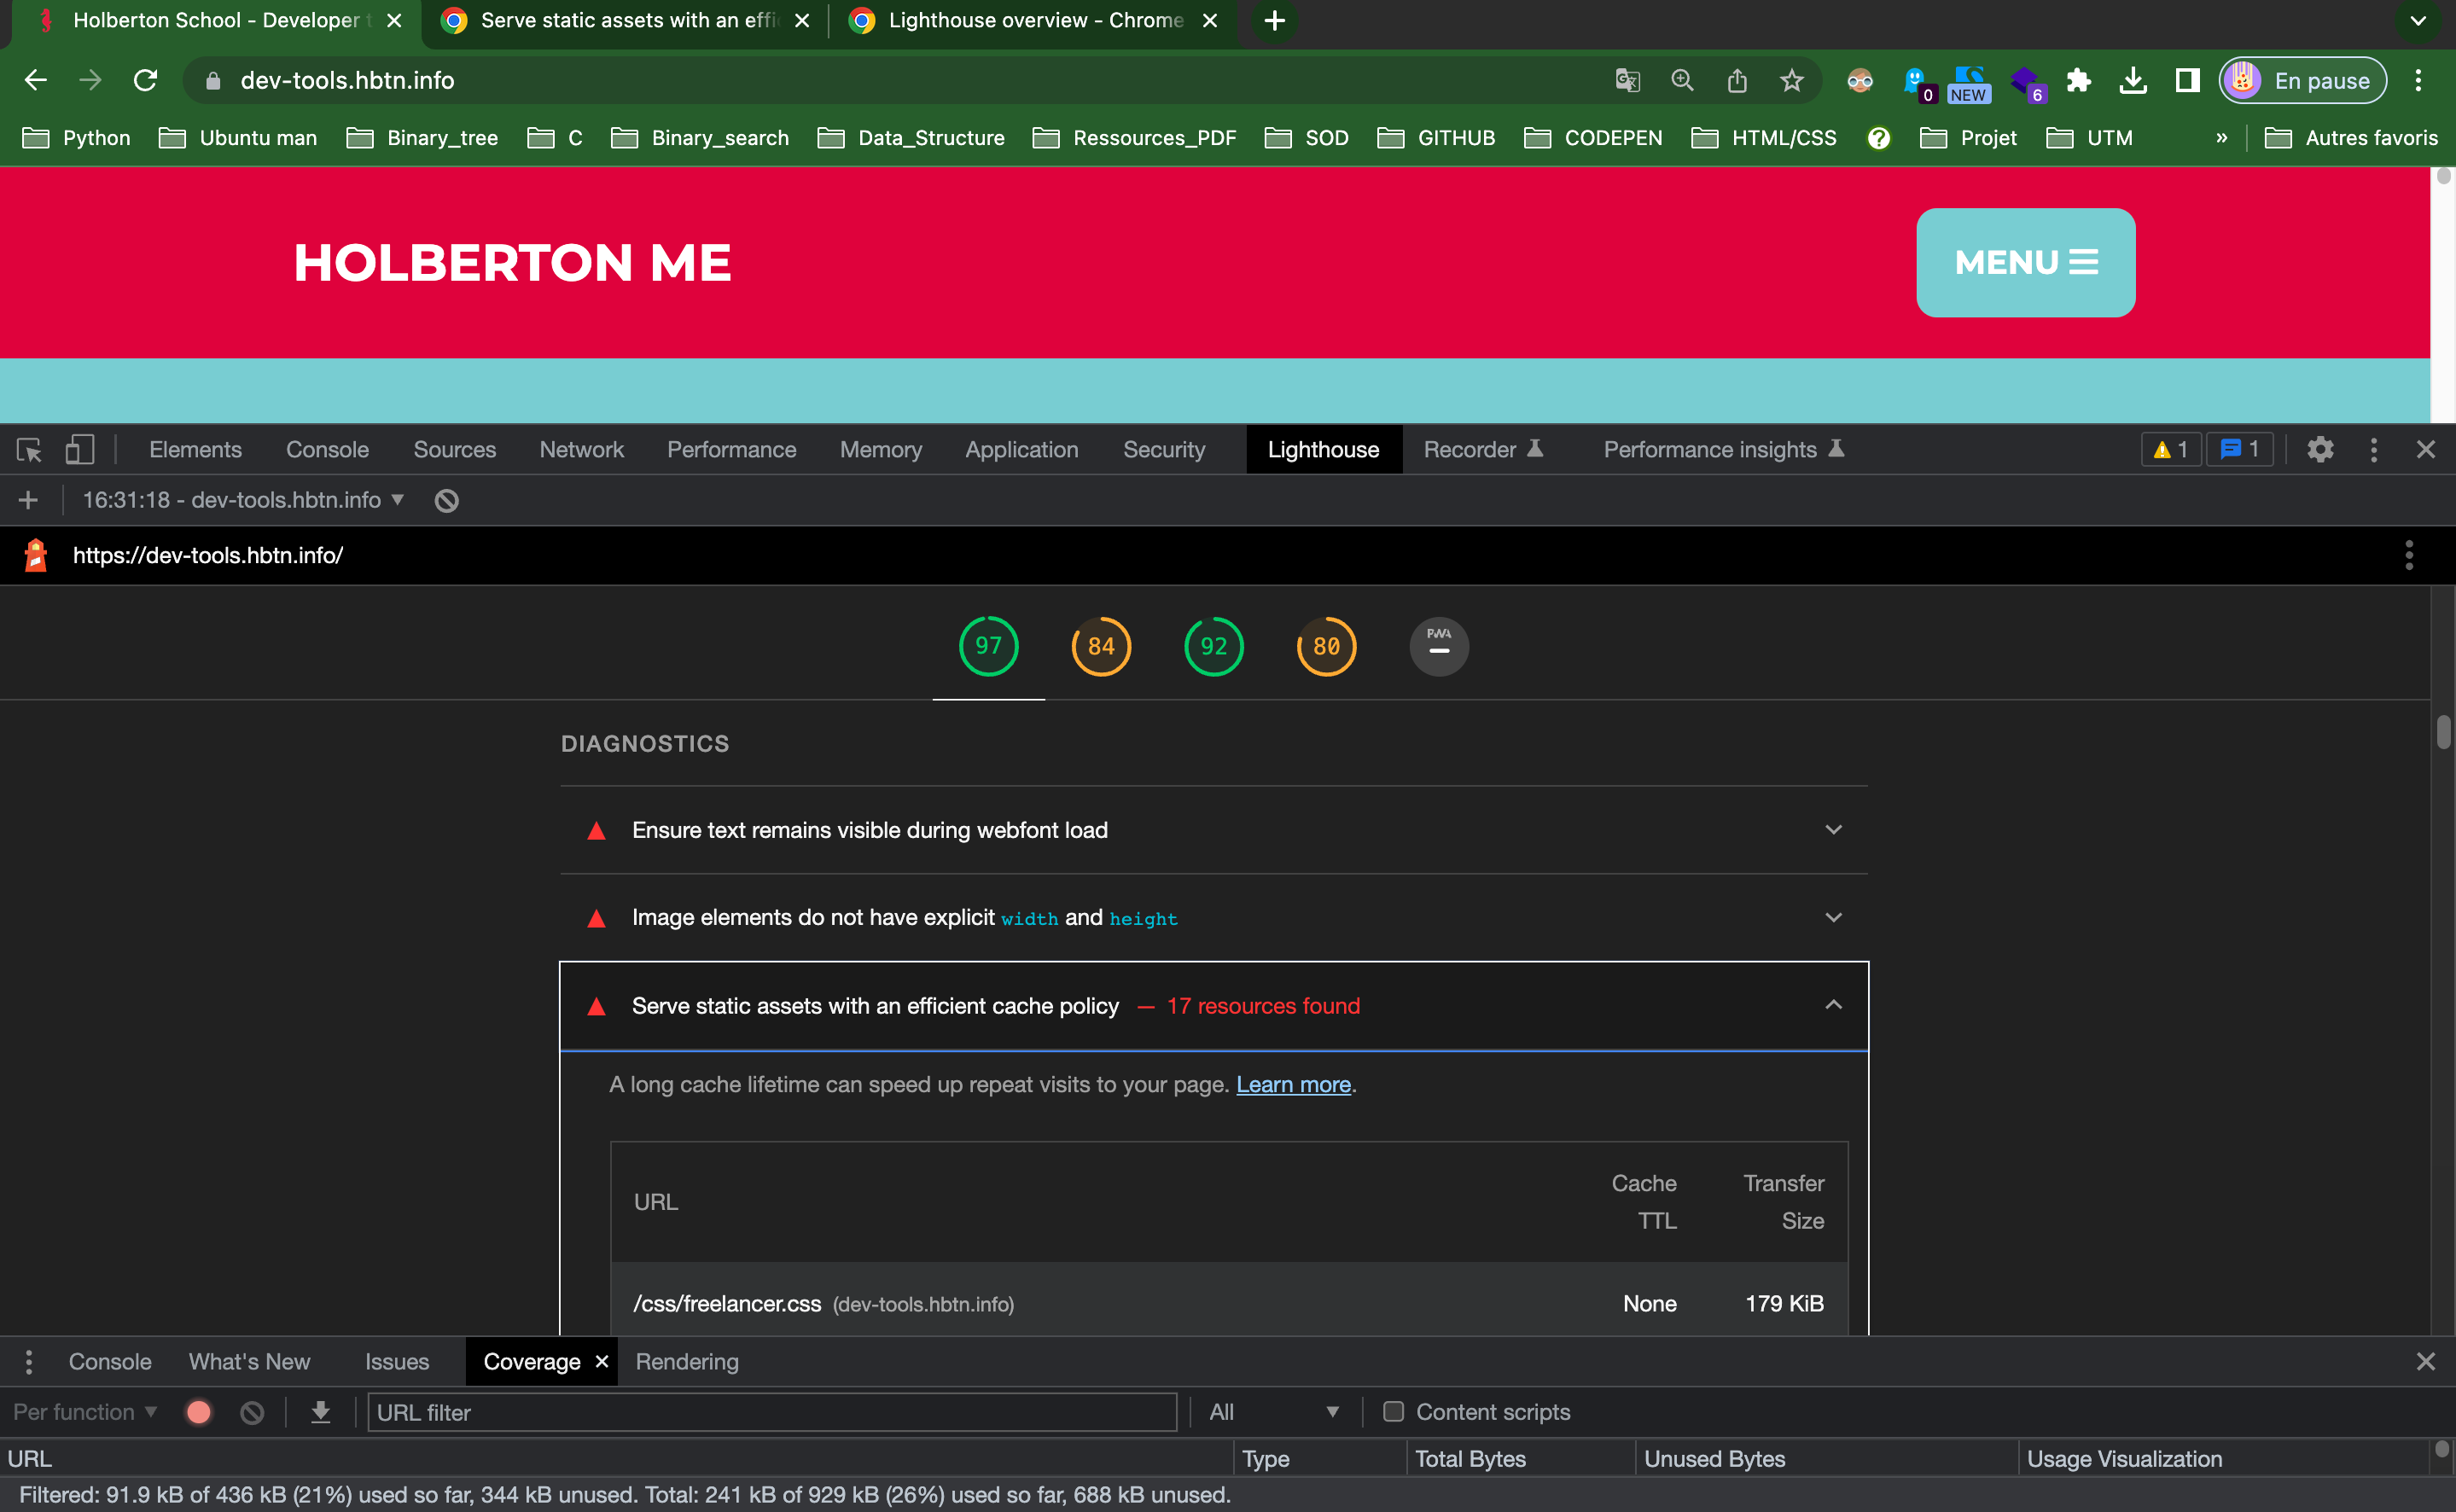 Holberton School - Developer t
Serve static assets with an effi
Lighthouse overview - Chrome
dev-tools.hbtn.info
0
NEW
6
En pause
Python
Ubuntu man
Binary_tree
C
Binary_search
Data_Structure
Ressources_PDF
SOD
GITHUB
CODEPEN
HTML/CSS
?
Projet
UTM
»
Autres favoris
HOLBERTON ME
MENU
Elements
Console
Sources
Network
Performance
Memory
Application
Security
Lighthouse
Recorder
Performance insights
1
1
16:31:18 - dev-tools.hbtn.info
https://dev-tools.hbtn.info/
97
84
92
80
PWA
DIAGNOSTICS
Ensure text remains visible during webfont load
Image elements do not have explicit width and height
Serve static assets with an efficient cache policy — 17 resources found
A long cache lifetime can speed up repeat visits to your page. Learn more.
URL
Cache TTL
Transfer Size
/css/freelancer.css (dev-tools.hbtn.info)
None
179 KiB
Console
What's New
Issues
Coverage
Rendering
Per function
URL filter
All
Content scripts
URL
Type
Total Bytes
Unused Bytes
Usage Visualization
Filtered: 91.9 kB of 436 kB (21%) used so far, 344 kB unused. Total: 241 kB of 929 kB (26%) used so far, 688 kB unused.